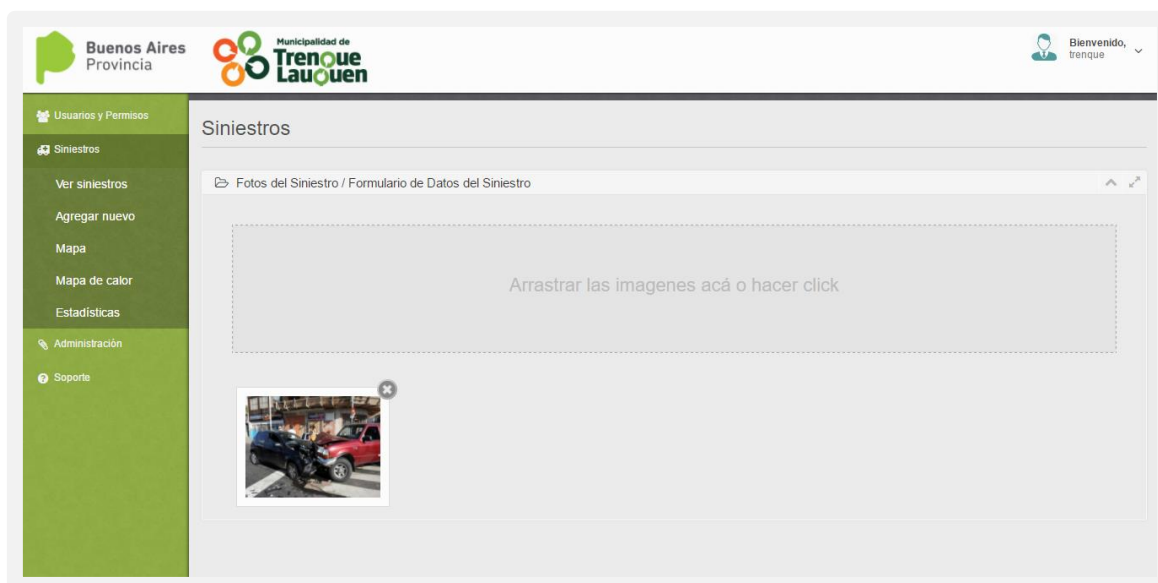 Buenos Aires
Provincia
Municipalidad de
Trenque
Lauquen
Bienvenido,
trenque
Usuarios y Permisos
Siniestros
Ver siniestros
Agregar nuevo
Mapa
Mapa de calor
Estadísticas
Administración
Soporte
Siniestros
Fotos del Siniestro / Formulario de Datos del Siniestro
Arrastrar las imagenes acá o hacer click